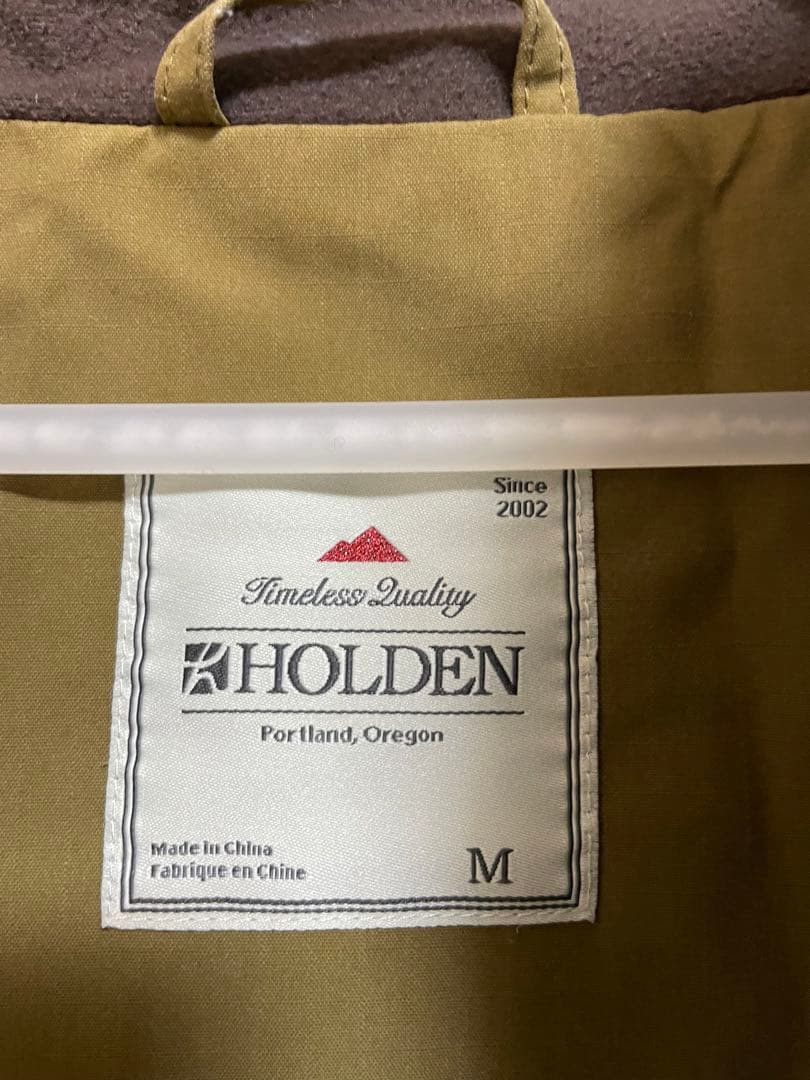 Since
2002
Timeless Quality
HOLDEN
Portland, Oregon
Made in China
Fabrique en Chine
M